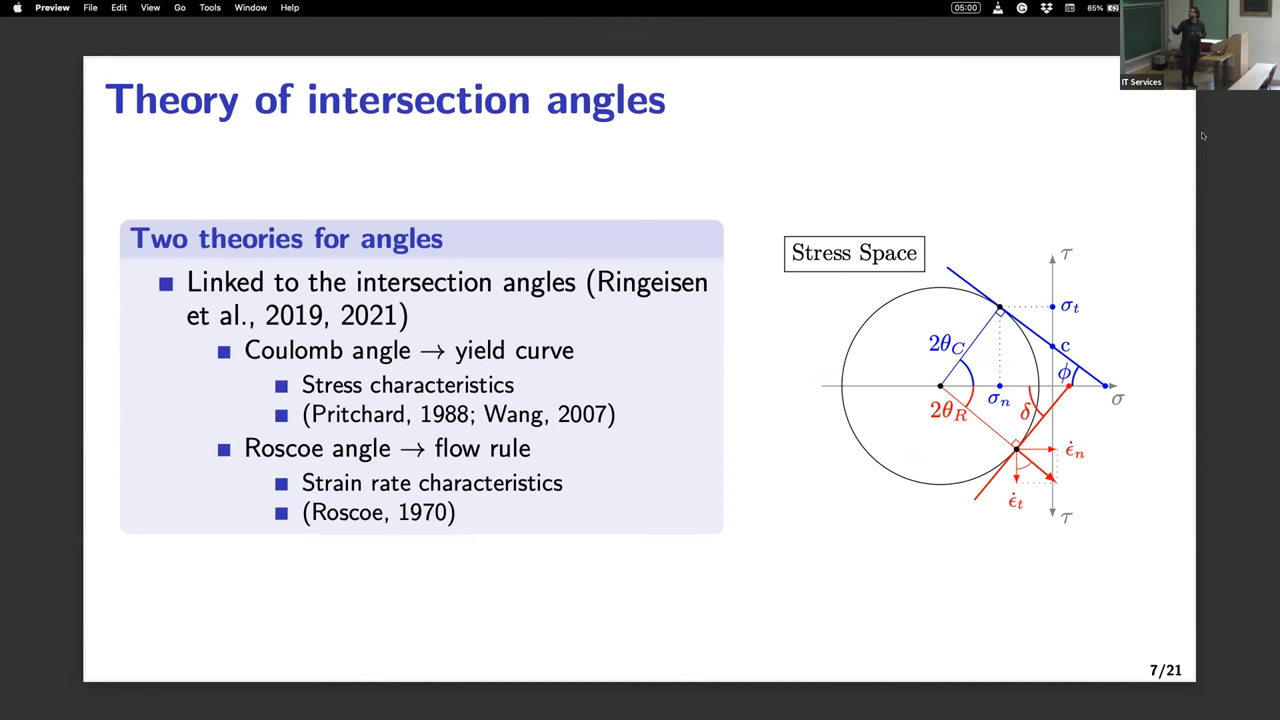 Preview File Edit View Go Tools Window Help 05:00 85%
IT Services
Theory of intersection angles
Two theories for angles
Linked to the intersection angles (Ringeisen
et al., 2019, 2021)
Coulomb angle → yield curve
Stress characteristics
(Pritchard, 1988; Wang, 2007)
Roscoe angle → flow rule
Strain rate characteristics
(Roscoe, 1970)
Stress Space
τ
σt
2θC
c
ϕ
σn
σ
2θR
δ
ϵ̇n
ϵ̇t
τ
7/21